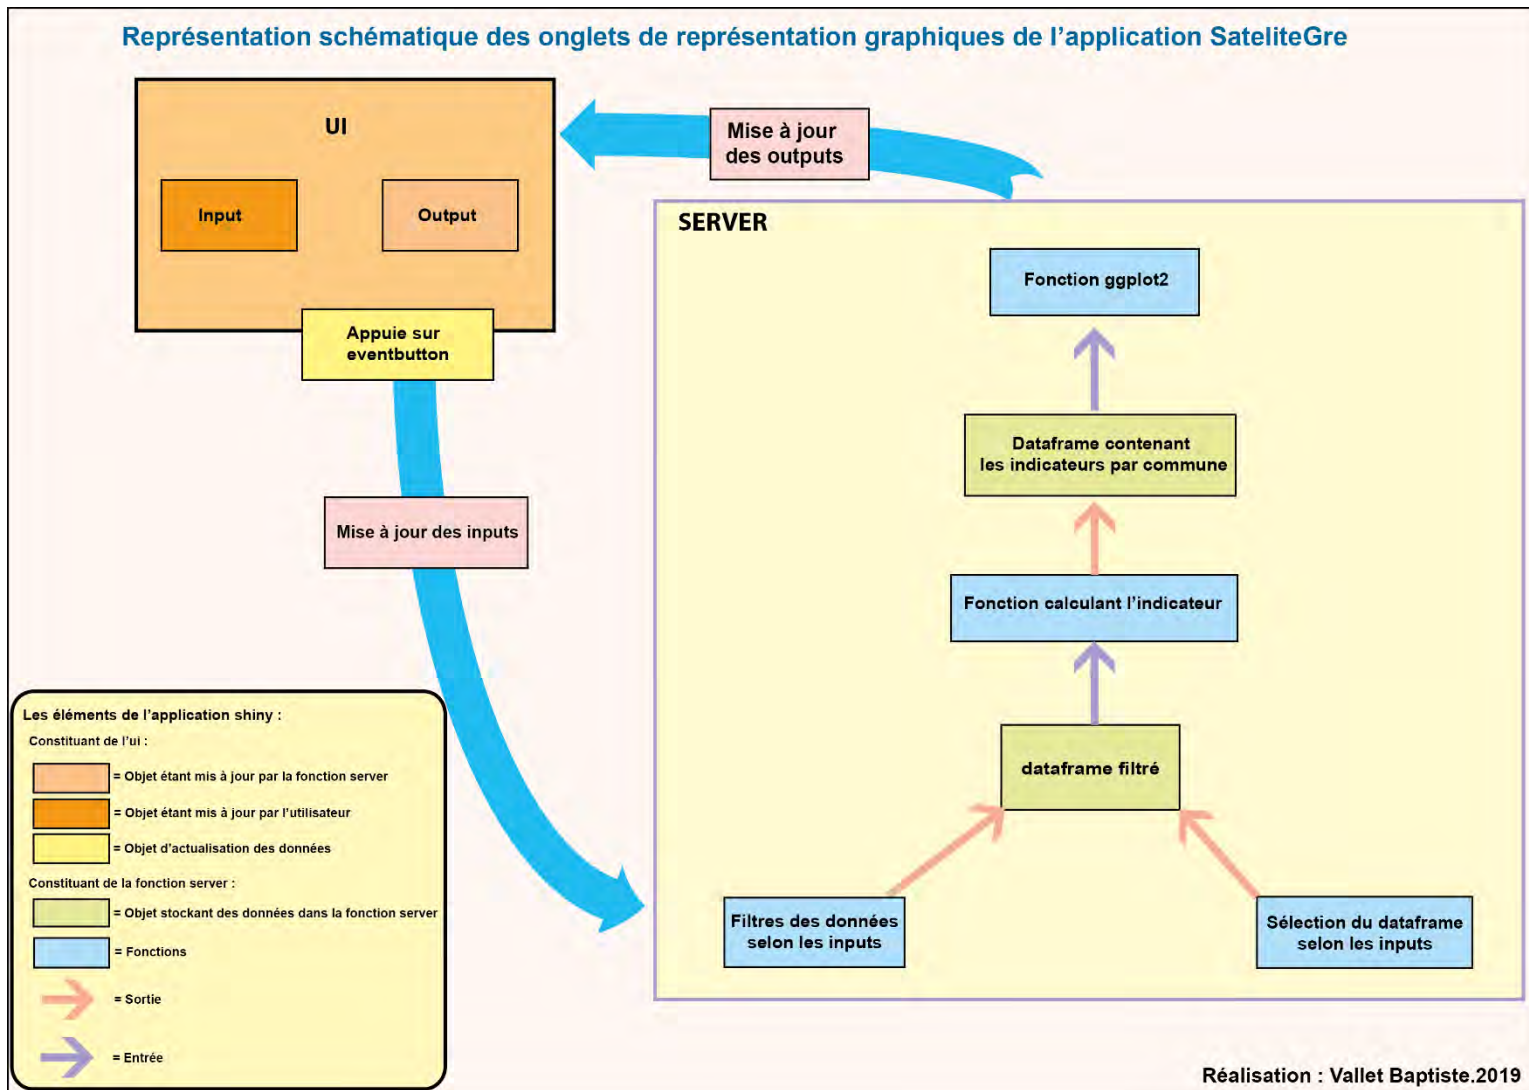 Représentation schématique des onglets de représentation graphiques de l'application SateliteGre
UI
Input
Output
Appuie sur
eventbutton
Mise à jour
des outputs
Mise à jour des inputs
SERVER
Fonction ggplot2
Dataframe contenant
les indicateurs par commune
Fonction calculant l'indicateur
dataframe filtré
Filtres des données
selon les inputs
Sélection du dataframe
selon les inputs
Les éléments de l'application shiny :
Constituant de l'ui :
= Objet étant mis à jour par la fonction server
= Objet étant mis à jour par l'utilisateur
= Objet d'actualisation des données
Constituant de la fonction server :
= Objet stockant des données dans la fonction server
= Fonctions
= Sortie
= Entrée
Réalisation : Vallet Baptiste.2019